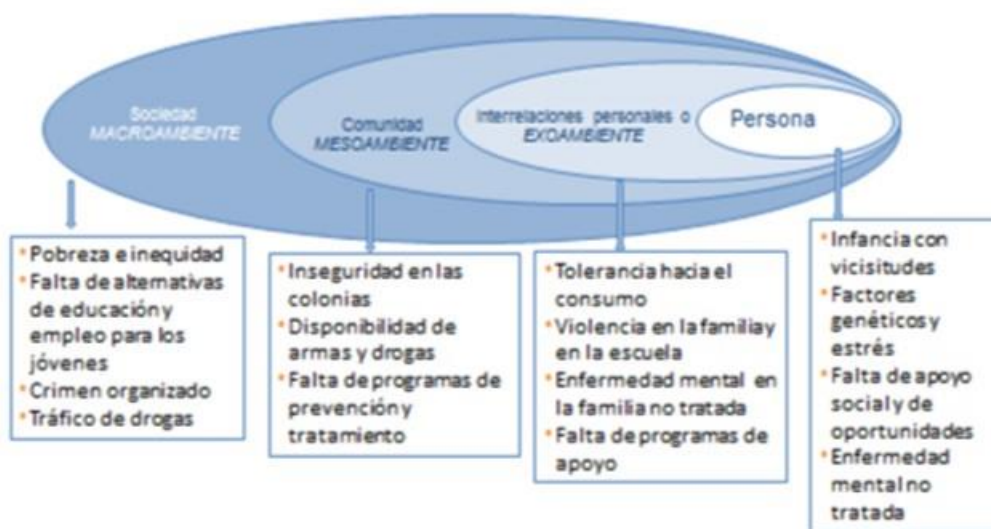 Sociedad
MACROAMBIENTE
Comunidad
MESOAMBIENTE
Interrelaciones personales o
EXOAMBIENTE
Persona
• Pobreza e inequidad
• Falta de alternativas
de educación y
empleo para los
jóvenes
• Crimen organizado
• Tráfico de drogas
• Inseguridad en las
colonias
• Disponibilidad de
armas y drogas
• Falta de programas de
prevención y
tratamiento
• Tolerancia hacia el
consumo
• Violencia en la familia y
en la escuela
• Enfermedad mental en
la familia no tratada
• Falta de programas de
apoyo
• Infancia con
vicisitudes
• Factores
genéticos y
estrés
• Falta de apoyo
social y de
oportunidades
• Enfermedad
mental no
tratada